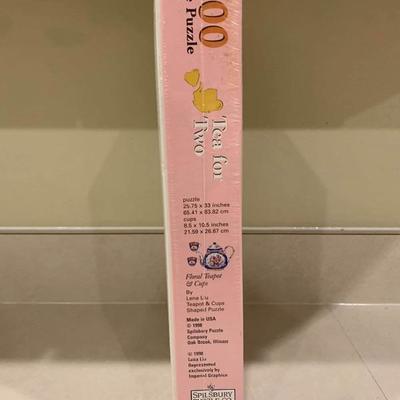 00
e Puzzle
Tea for
Two
puzzle
25.75 x 33 inches
65.41 x 83.82 cm
cups
8.5 x 10.5 inches
21.59 x 26.67 cm
Floral Teapot
& Cups
By
Lena Liu
Teapot & Cups
Shaped Puzzle
Made in USA
© 1998
Spilsbury Puzzle
Company
Oak Brook, Illinois
© 1998
Lena Liu
Represented
exclusively by
Imperial Graphics
SPILSBURY
PUZZLE CO.